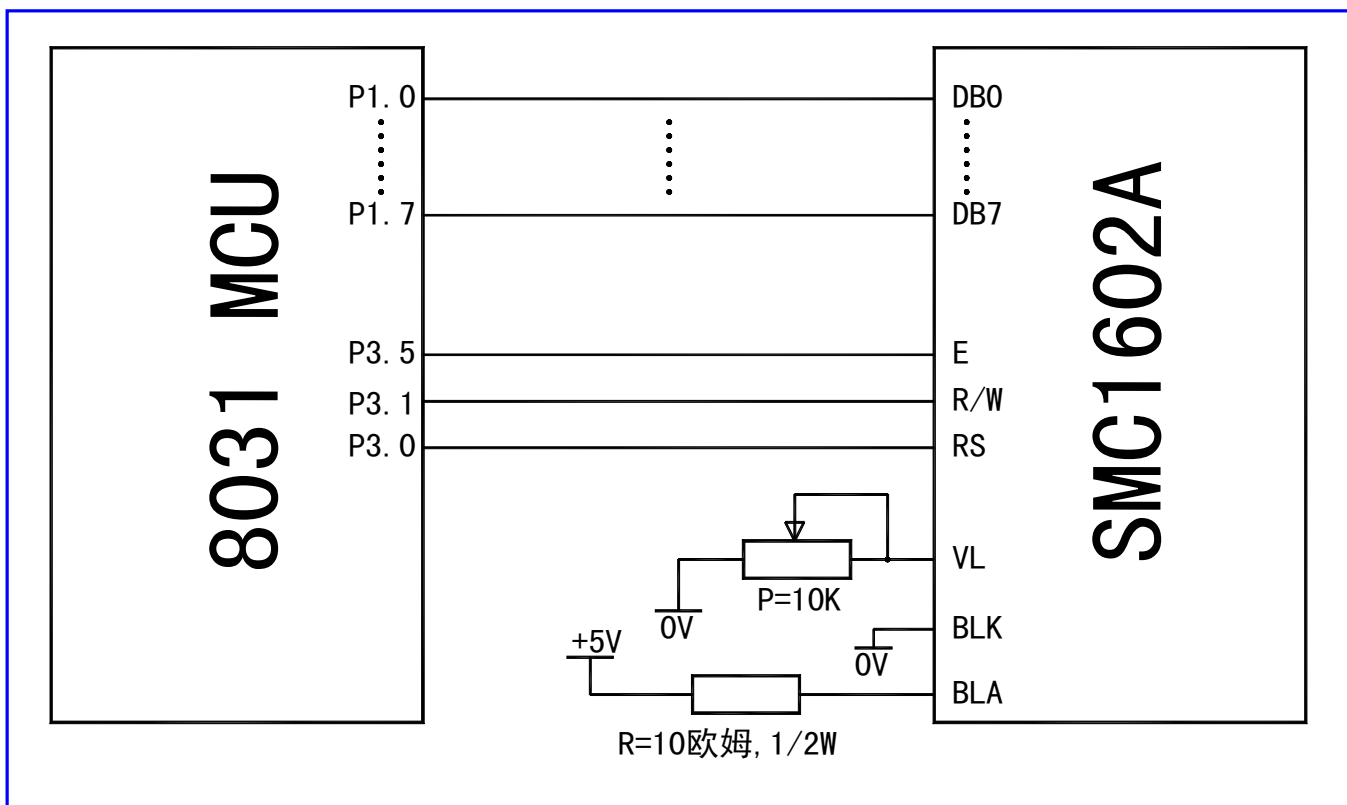 8031 MCU
P1.0
P1.7
P3.5
P3.1
P3.0
DB0
DB7
E
R/W
RS
VL
BLK
BLA
SMC1602A
P=10K
0V
0V
+5V
R=10欧姆,1/2W